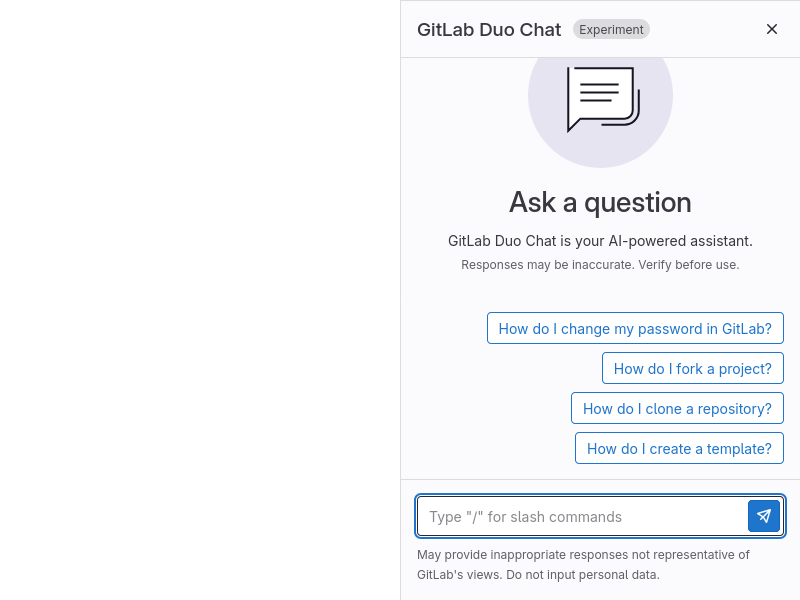 GitLab Duo Chat Experiment
Ask a question
GitLab Duo Chat is your AI-powered assistant.
Responses may be inaccurate. Verify before use.
How do I change my password in GitLab?
How do I fork a project?
How do I clone a repository?
How do I create a template?
Type "/" for slash commands
May provide inappropriate responses not representative of
GitLab's views. Do not input personal data.